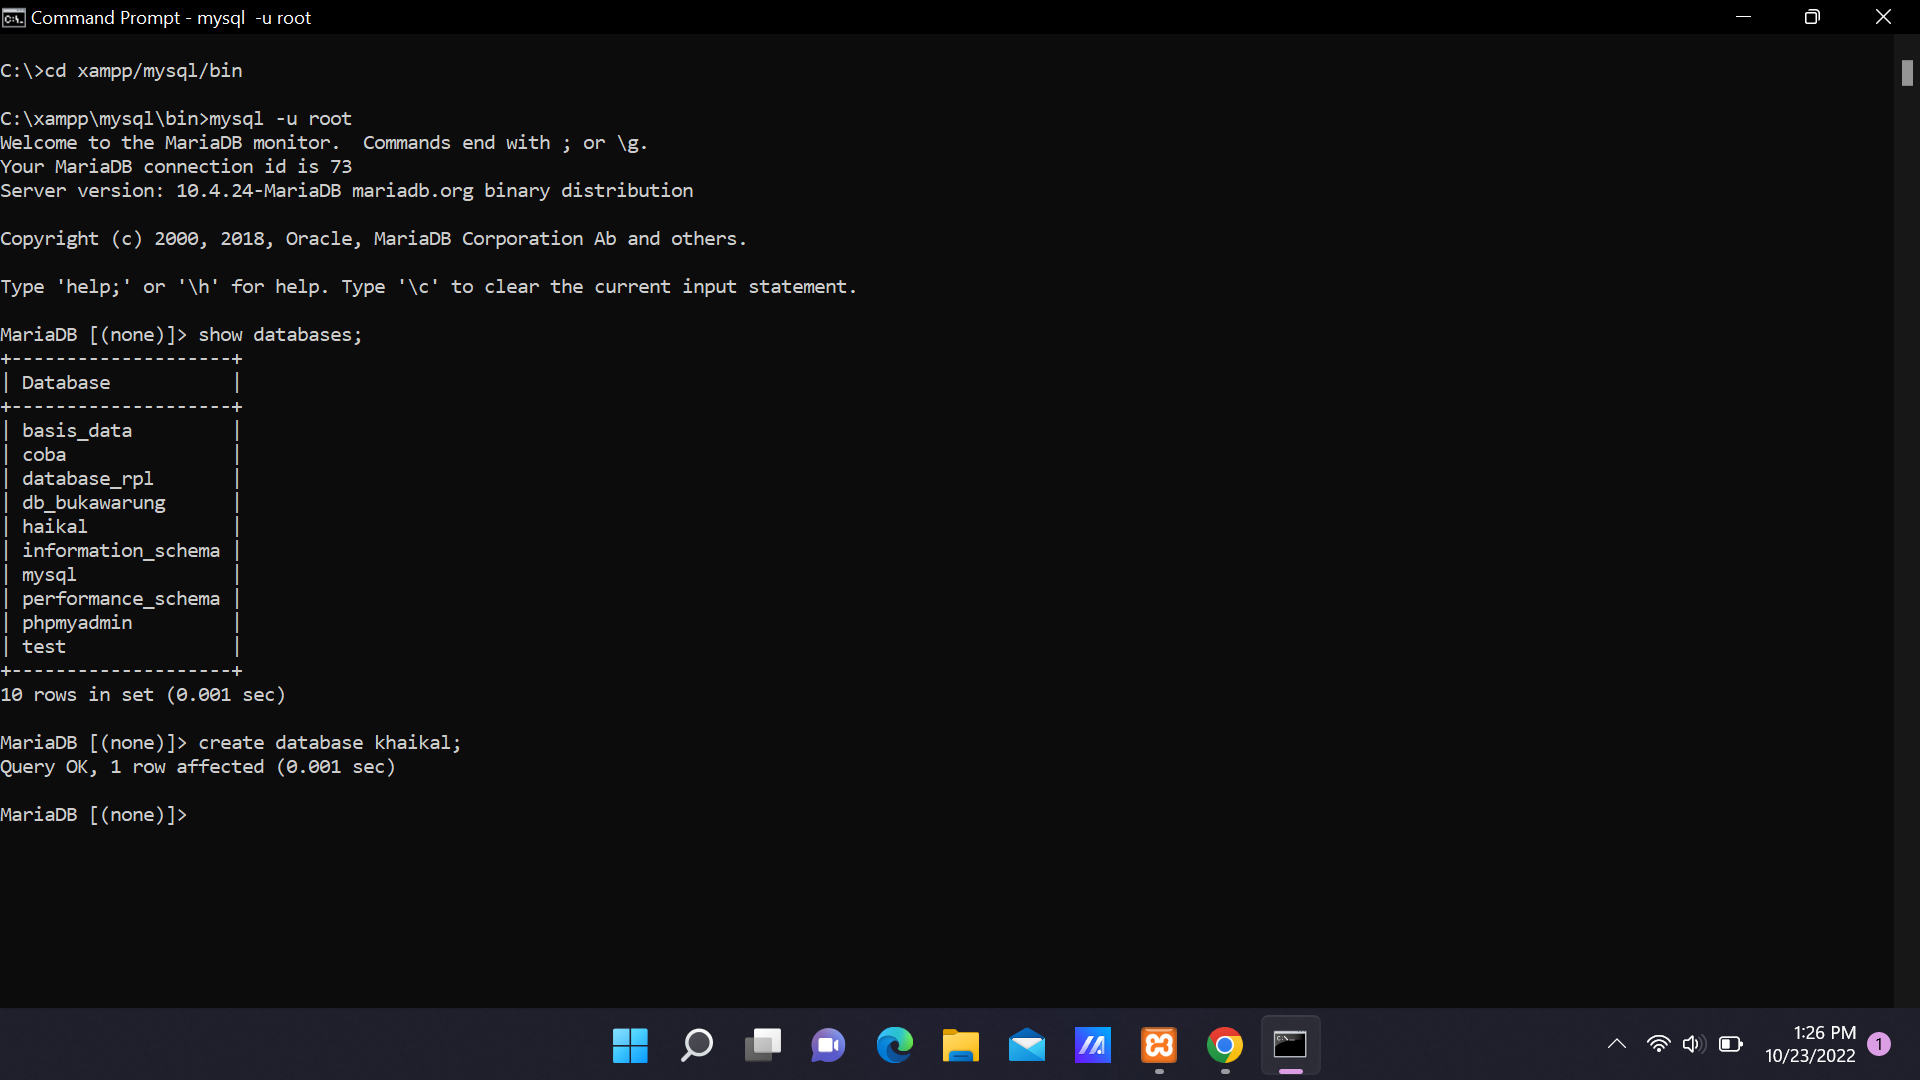 Command Prompt - mysql  -u root
C:\>cd xampp/mysql/bin
C:\xampp\mysql\bin>mysql -u root
Welcome to the MariaDB monitor.  Commands end with ; or \g.
Your MariaDB connection id is 73
Server version: 10.4.24-MariaDB mariadb.org binary distribution
Copyright (c) 2000, 2018, Oracle, MariaDB Corporation Ab and others.
Type 'help;' or '\h' for help. Type '\c' to clear the current input statement.
MariaDB [(none)]> show databases;
+--------------------+
| Database           |
+--------------------+
| basis_data         |
| coba               |
| database_rpl       |
| db_bukawarung      |
| haikal             |
| information_schema |
| mysql              |
| performance_schema |
| phpmyadmin         |
| test               |
+--------------------+
10 rows in set (0.001 sec)
MariaDB [(none)]> create database khaikal;
Query OK, 1 row affected (0.001 sec)
MariaDB [(none)]>
1:26 PM
10/23/2022
1